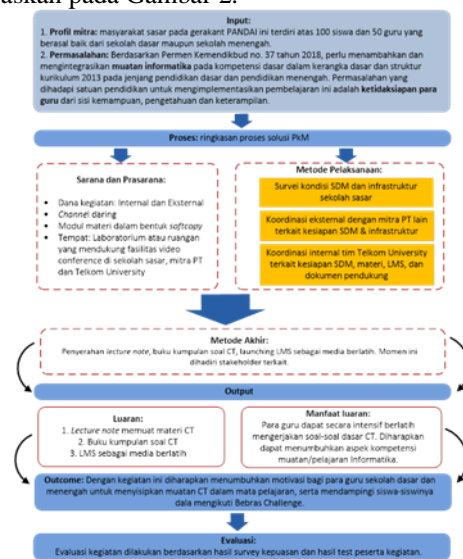 askan pada Gambar 2.
Input:
1. Profil mitra: masyarakat sasar pada gerakant PANDAI ini terdiri atas 100 siswa dan 50 guru yang
berasal baik dari sekolah dasar maupun sekolah menengah.
2. Permasalahan: Berdasarkan Permen Kemendikbud no. 37 tahun 2018, perlu menambahkan dan
mengintegrasikan muatan informatika pada kompetensi dasar dalam kerangka dasar dan struktur
kurikulum 2013 pada jenjang pendidikan dasar dan pendidikan menengah. Permasalahan yang
dihadapi satuan pendidikan untuk mengimplementasikan pembelajaran ini adalah ketidaksiapan para
guru dari sisi kemampuan, pengetahuan dan keterampilan.
Proses: ringkasan proses solusi PkM
Sarana dan Prasarana:
• Dana kegiatan: Internal dan Eksternal
• Channel daring
• Modul materi dalam bentuk softcopy
• Tempat: Laboratorium atau ruangan
yang mendukung fasilitas video
conference di sekolah sasar, mitra PT
dan Telkom University
Metode Pelaksanaan:
Survei kondisi SDM dan infrastruktur
sekolah sasar
Koordinasi eksternal dengan mitra PT lain
terkait kesiapan SDM & infrastruktur
Koordinasi internal tim Telkom University
terkait kesiapan SDM, materi, LMS, dan
dokumen pendukung
Metode Akhir:
Penyerahan lecture note, buku kumpulan soal CT, launching LMS sebagai media berlatih. Momen ini
dihadiri stakeholder terkait.
Output
Luaran:
1. Lecture note memuat materi CT
2. Buku kumpulan soal CT
3. LMS sebagai media berlatih
Manfaat luaran:
Para guru dapat secara intensif berlatih
mengerjakan soal-soal dasar CT. Diharapkan
dapat menumbuhkan aspek kompetensi
muatan/pelajaran Informatika.
Outcome: Dengan kegiatan ini diharapkan menumbuhkan motivasi bagi para guru sekolah dasar dan
menengah untuk menyisipkan muatan CT dalam mata pelajaran, serta mendampingi siswa-siswinya
dala mengikuti Bebras Challenge.
Evaluasi:
Evaluasi kegiatan dilakukan berdasarkan hasil survey kepuasan dan hasil test peserta kegiatan.